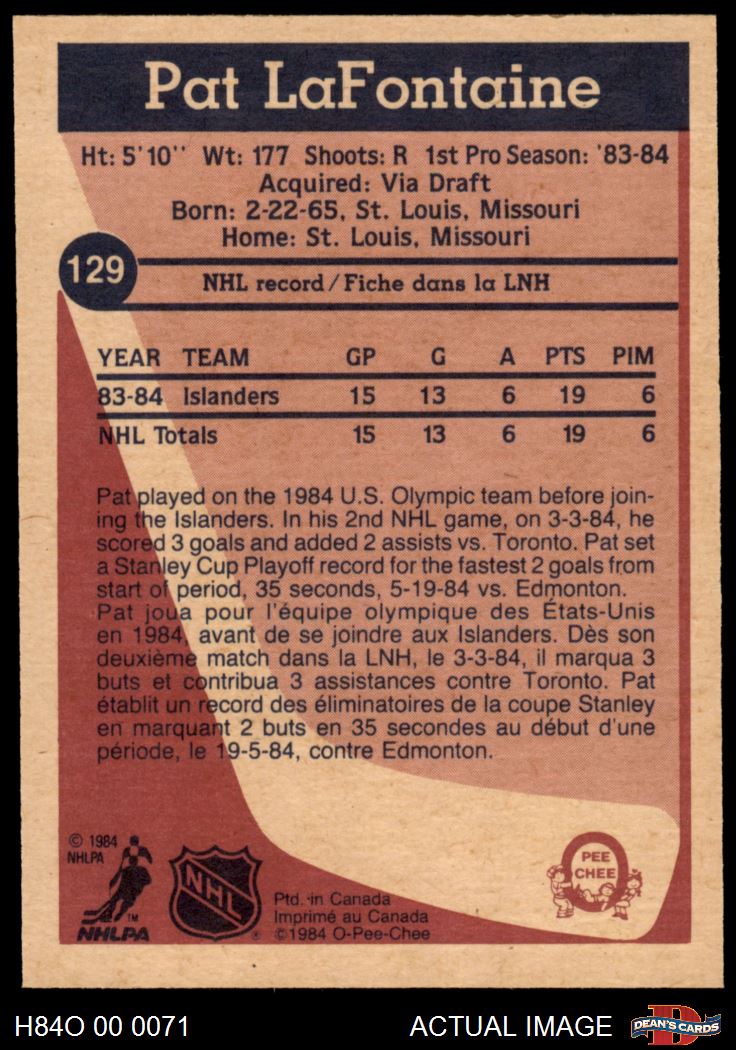 Pat LaFontaine
Ht: 5'10'' Wt: 177 Shoots: R 1st Pro Season: '83-84
Acquired: Via Draft
Born: 2-22-65, St. Louis, Missouri
Home: St. Louis, Missouri
129
NHL record/Fiche dans la LNH
YEAR TEAM GP G A PTS PIM
83-84 Islanders 15 13 6 19 6
NHL Totals 15 13 6 19 6
Pat played on the 1984 U.S. Olympic team before join-
ing the Islanders. In his 2nd NHL game, on 3-3-84, he
scored 3 goals and added 2 assists vs. Toronto. Pat set
a Stanley Cup Playoff record for the fastest 2 goals from
start of period, 35 seconds, 5-19-84 vs. Edmonton.
Pat joua pour l'équipe olympique des États-Unis
en 1984, avant de se joindre aux Islanders. Dès son
deuxième match dans la LNH, le 3-3-84, il marqua 3
buts et contribua 3 assistances contre Toronto. Pat
établit un record des éliminatoires de la coupe Stanley
en marquant 2 buts en 35 secondes au début d'une
période, le 19-5-84, contre Edmonton.
© 1984
NHLPA
TM
NHLPA
NHL
®
Ptd. in Canada
Imprimé au Canada
©1984 O-Pee-Chee
PEE
CHEE
H84O 00 0071
ACTUAL IMAGE
DEAN'S CARDS